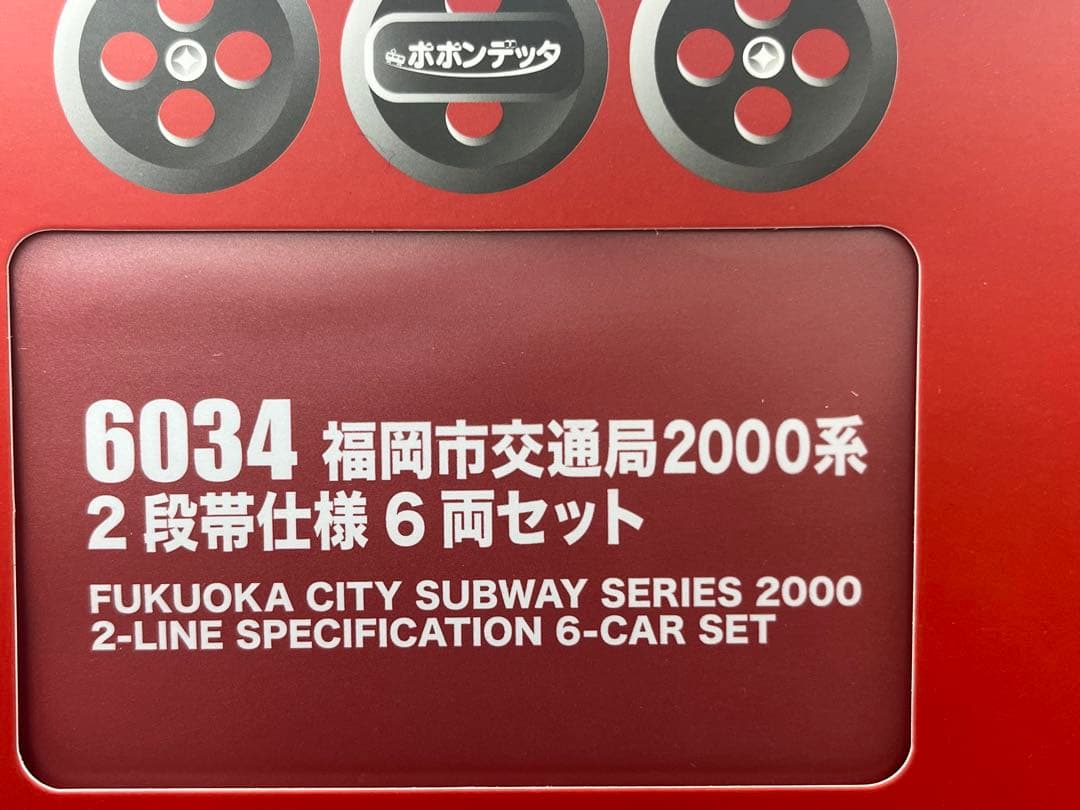 ポポンデッタ
6034 福岡市交通局2000系
2段帯仕様6両セット
FUKUOKA CITY SUBWAY SERIES 2000
2-LINE SPECIFICATION 6-CAR SET